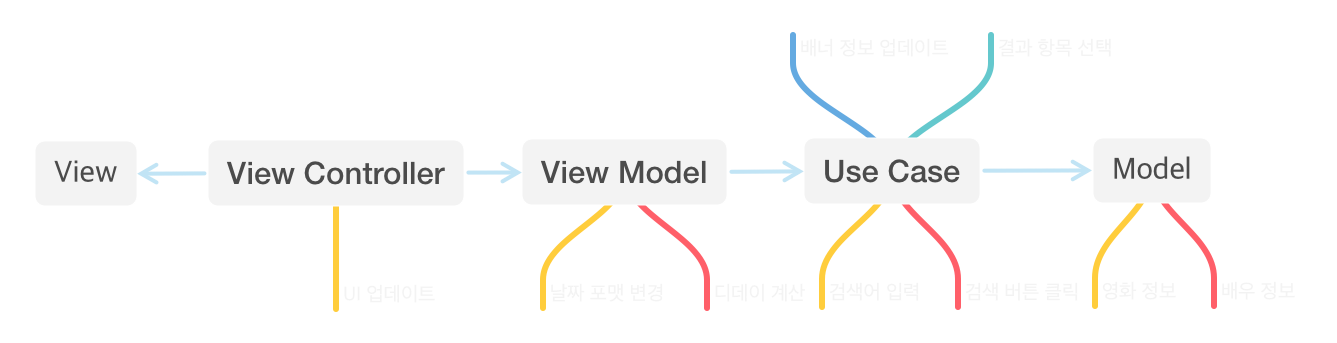 배너 정보 업데이트
결과 항목 선택
View
View Controller
View Model
Use Case
Model
UI 업데이트
날짜 포맷 변경
디데이 계산
검색어 입력
검색 버튼 클릭
영화 정보
배우 정보